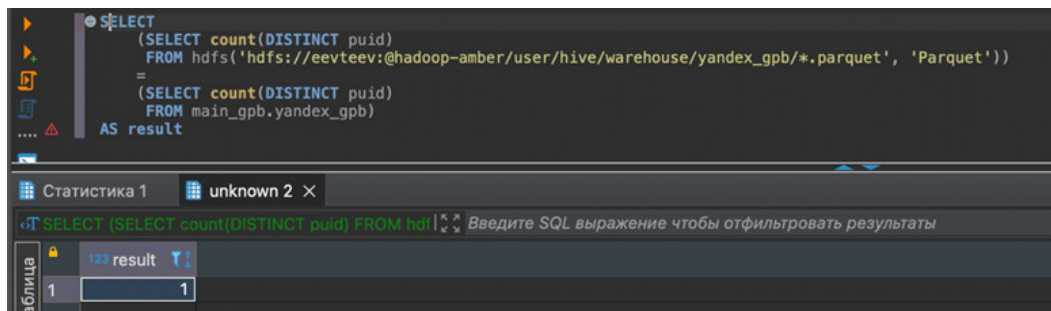 SELECT
(SELECT count(DISTINCT puid)
FROM hdfs('hdfs://eevteev:@hadoop-amber/user/hive/warehouse/yandex_gpb/*.parquet', 'Parquet'))
=
(SELECT count(DISTINCT puid)
FROM main_gpb.yandex_gpb)
AS result
Статистика 1 unknown 2
SELECT (SELECT count(DISTINCT puid) FROM hdf Введите SQL выражение чтобы отфильтровать результаты
123 result
1 1